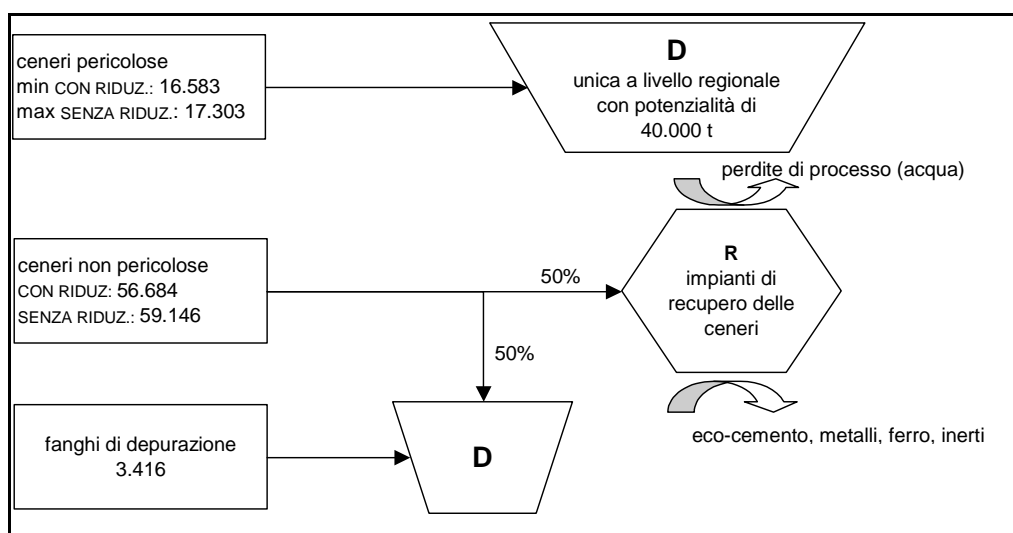 ceneri pericolose
min CON RIDUZ.: 16.583
max SENZA RIDUZ.: 17.303
D
unica a livello regionale
con potenzialità di
40.000 t
perdite di processo (acqua)
ceneri non pericolose
CON RIDUZ: 56.684
SENZA RIDUZ.: 59.146
50%
R
impianti di
recupero delle
ceneri
50%
fanghi di depurazione
3.416
D
eco-cemento, metalli, ferro, inerti